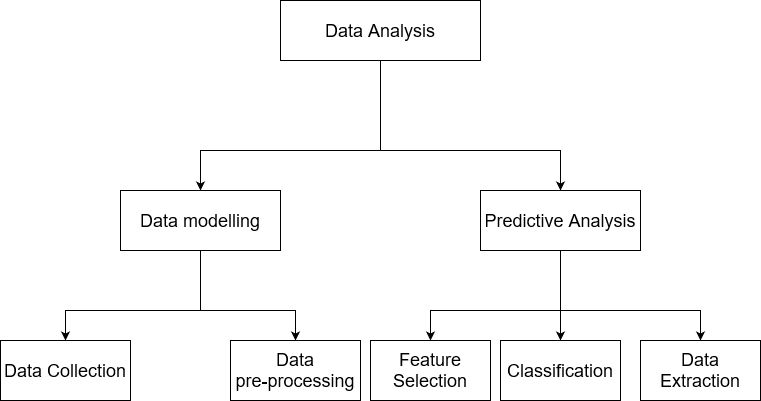 Data Analysis
Data modelling
Predictive Analysis
Data Collection
Data
pre-processing
Feature
Selection
Classification
Data
Extraction